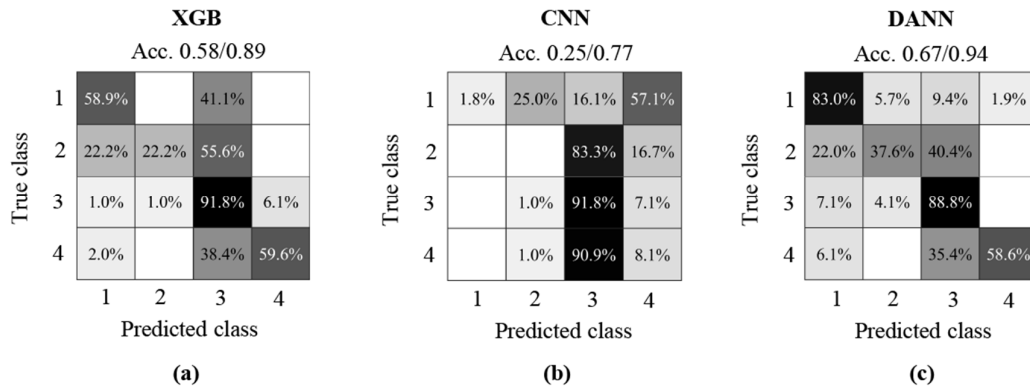 XGB
Acc. 0.58/0.89
True class
1 58.9% 41.1%
2 22.2% 22.2% 55.6%
3 1.0% 1.0% 91.8% 6.1%
4 2.0% 38.4% 59.6%
1 2 3 4
Predicted class
(a)
CNN
Acc. 0.25/0.77
True class
1 1.8% 25.0% 16.1% 57.1%
2 83.3% 16.7%
3 1.0% 91.8% 7.1%
4 1.0% 90.9% 8.1%
1 2 3 4
Predicted class
(b)
DANN
Acc. 0.67/0.94
True class
1 83.0% 5.7% 9.4% 1.9%
2 22.0% 37.6% 40.4%
3 7.1% 4.1% 88.8%
4 6.1% 35.4% 58.6%
1 2 3 4
Predicted class
(c)